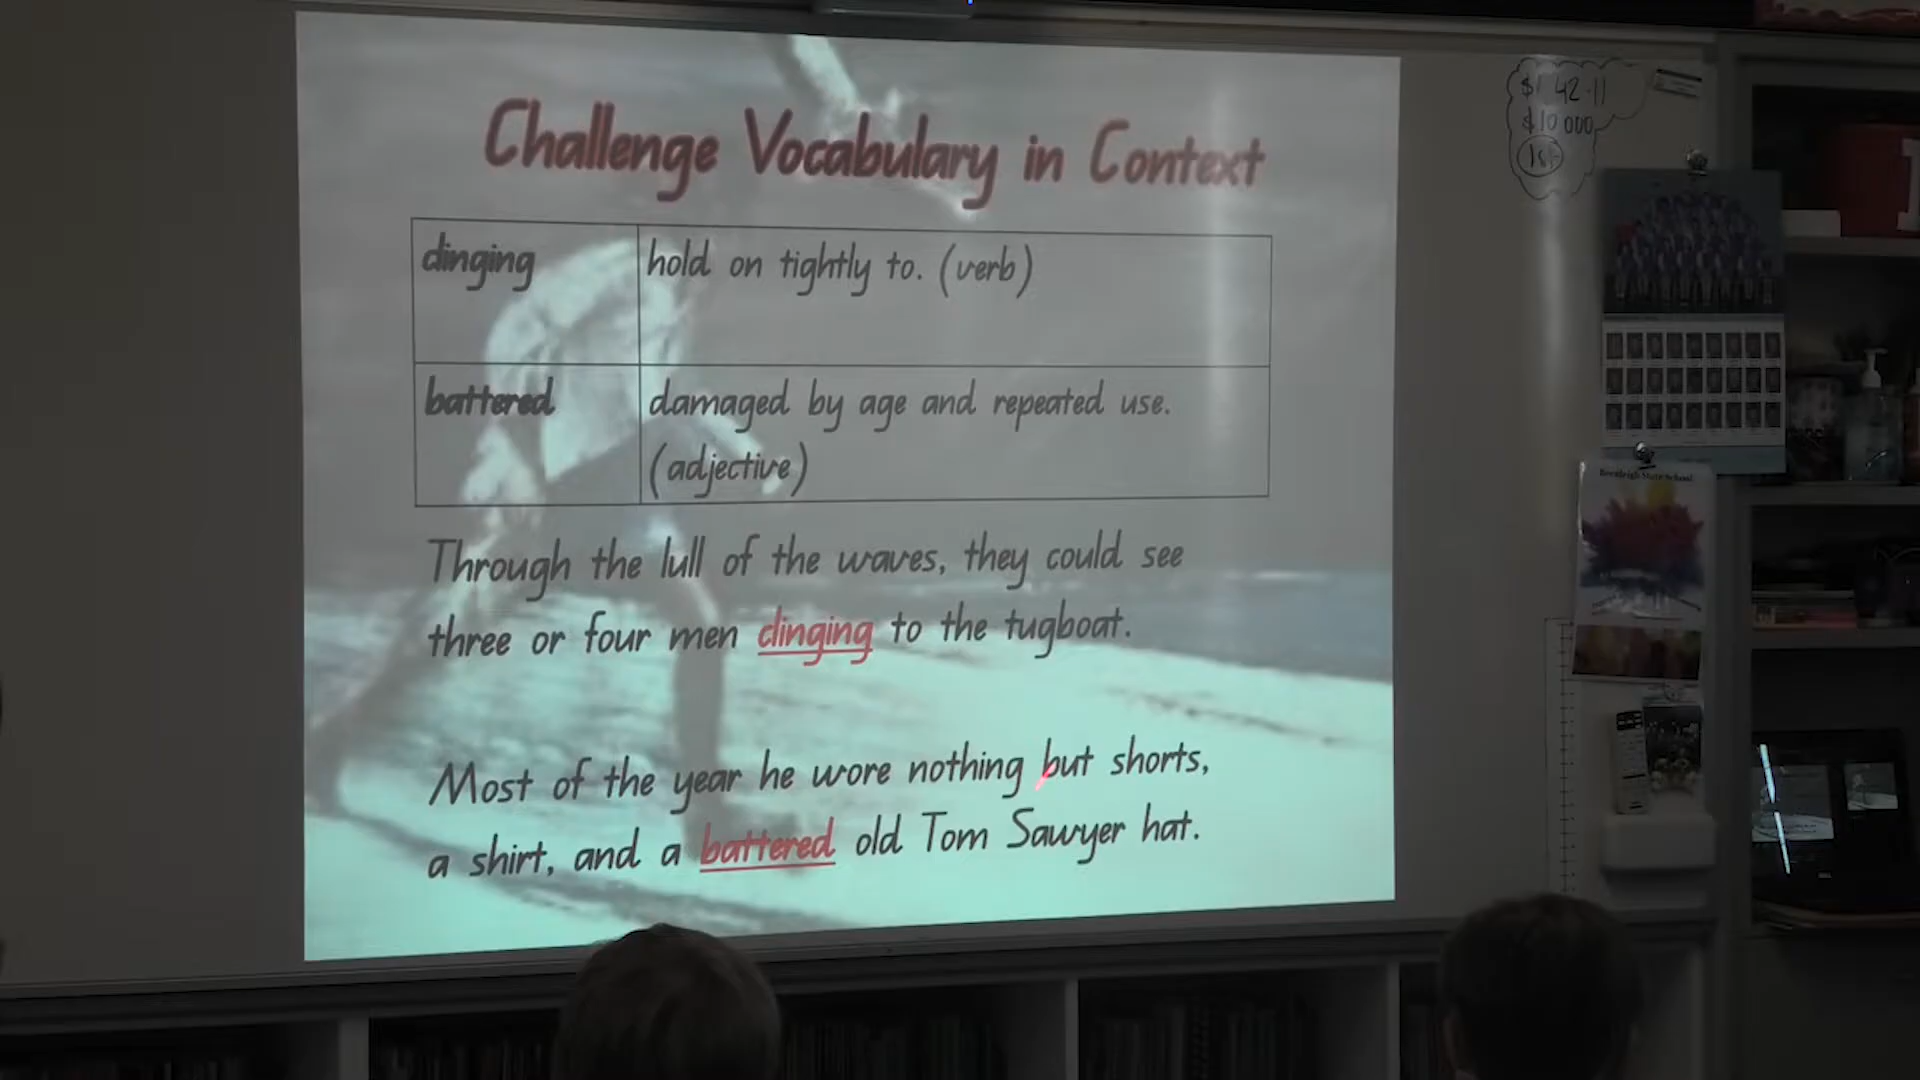 Challenge Vocabulary in Context
clinging
hold on tightly to. (verb)
battered
damaged by age and repeated use.
(adjective)
Through the lull of the waves, they could see
three or four men clinging to the tugboat.
Most of the year he wore nothing but shorts,
a shirt, and a battered old Tom Sawyer hat.
$10 000
State School